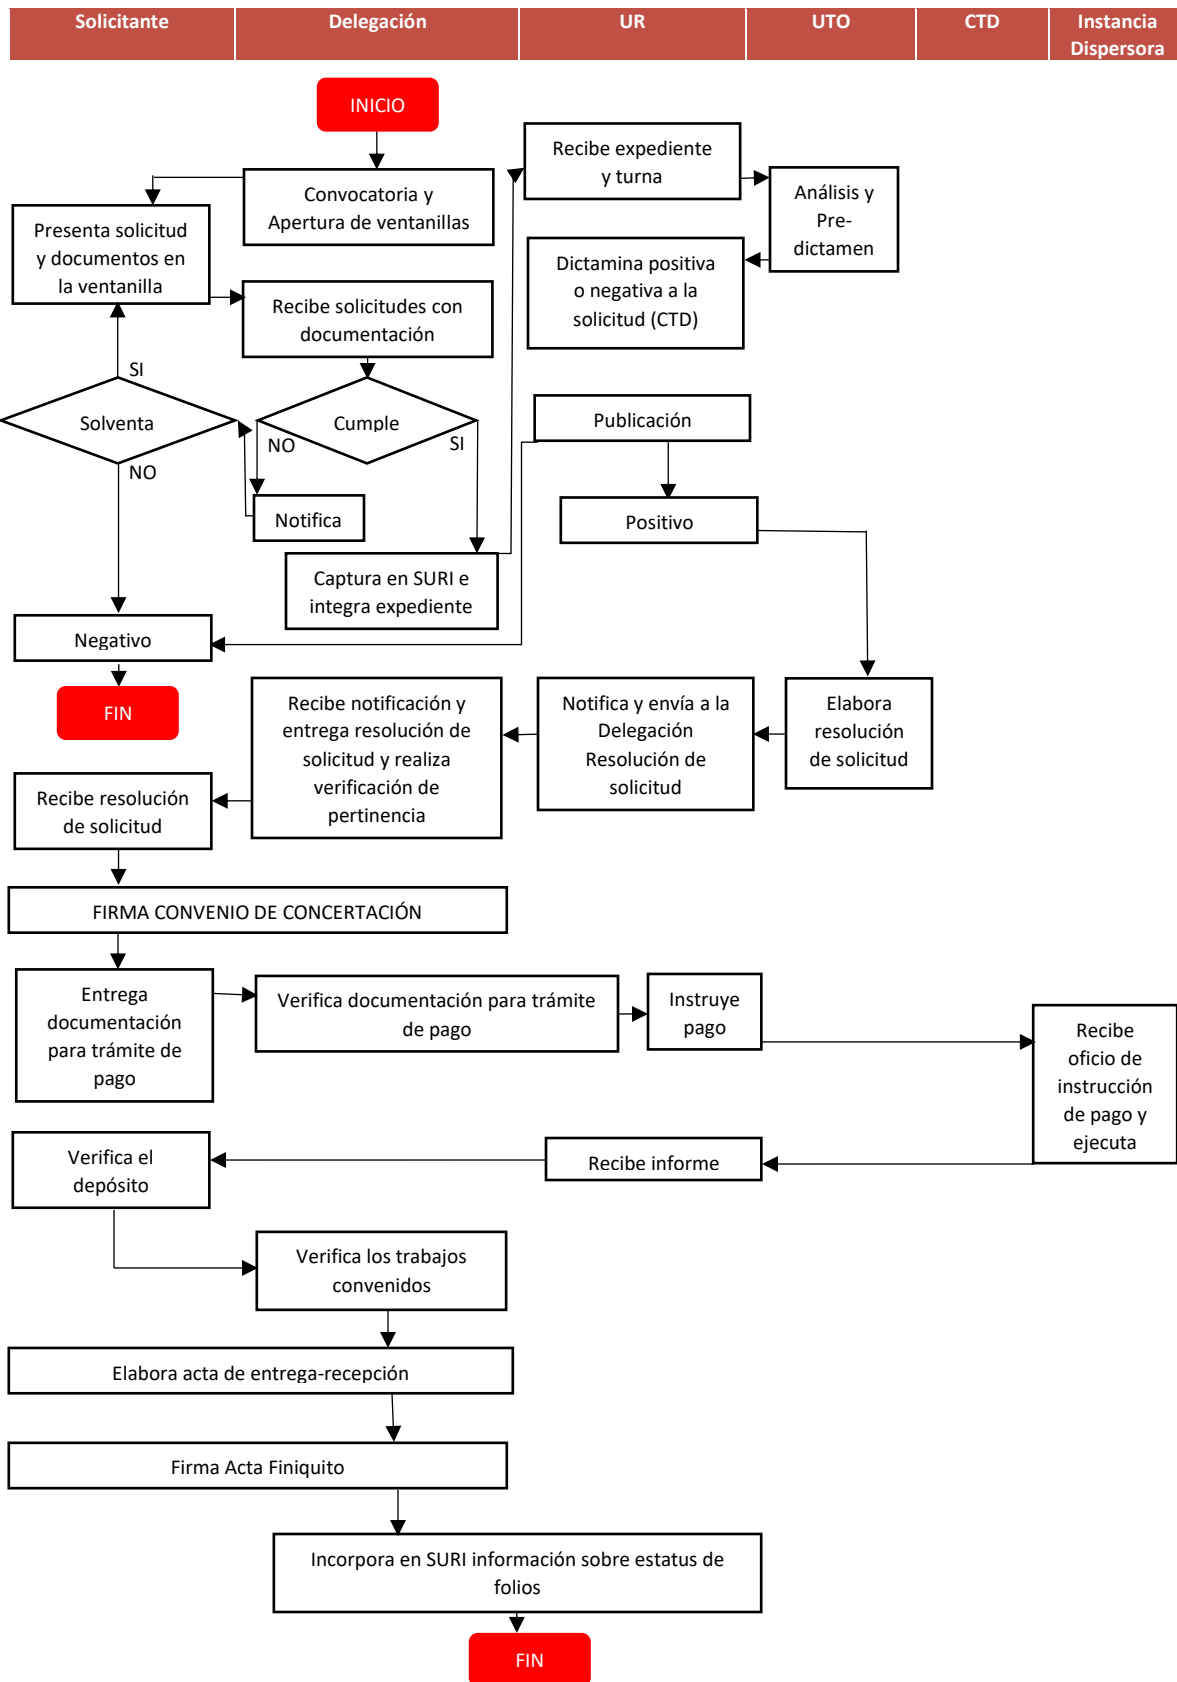 Solicitante
Delegación
UR
UTO
CTD
Instancia
Dispersora
INICIO
Convocatoria y
Apertura de ventanillas
Recibe expediente
y turna
Análisis y
Pre-
dictamen
Presenta solicitud
y documentos en
la ventanilla
Dictamina positiva
o negativa a la
solicitud (CTD)
Recibe solicitudes con
documentación
SI
Solventa
NO
Cumple
NO
SI
Publicación
Notifica
Positivo
Captura en SURI e
integra expediente
Negativo
FIN
Recibe notificación y
entrega resolución de
solicitud y realiza
verificación de
pertinencia
Notifica y envía a la
Delegación
Resolución de
solicitud
Elabora
resolución
de solicitud
Recibe resolución
de solicitud
FIRMA CONVENIO DE CONCERTACIÓN
Entrega
documentación
para trámite de
pago
Verifica documentación para trámite
de pago
Instruye
pago
Recibe
oficio de
instrucción
de pago y
ejecuta
Verifica el
depósito
Recibe informe
Verifica los trabajos
convenidos
Elabora acta de entrega-recepción
Firma Acta Finiquito
Incorpora en SURI información sobre estatus de
folios
FIN